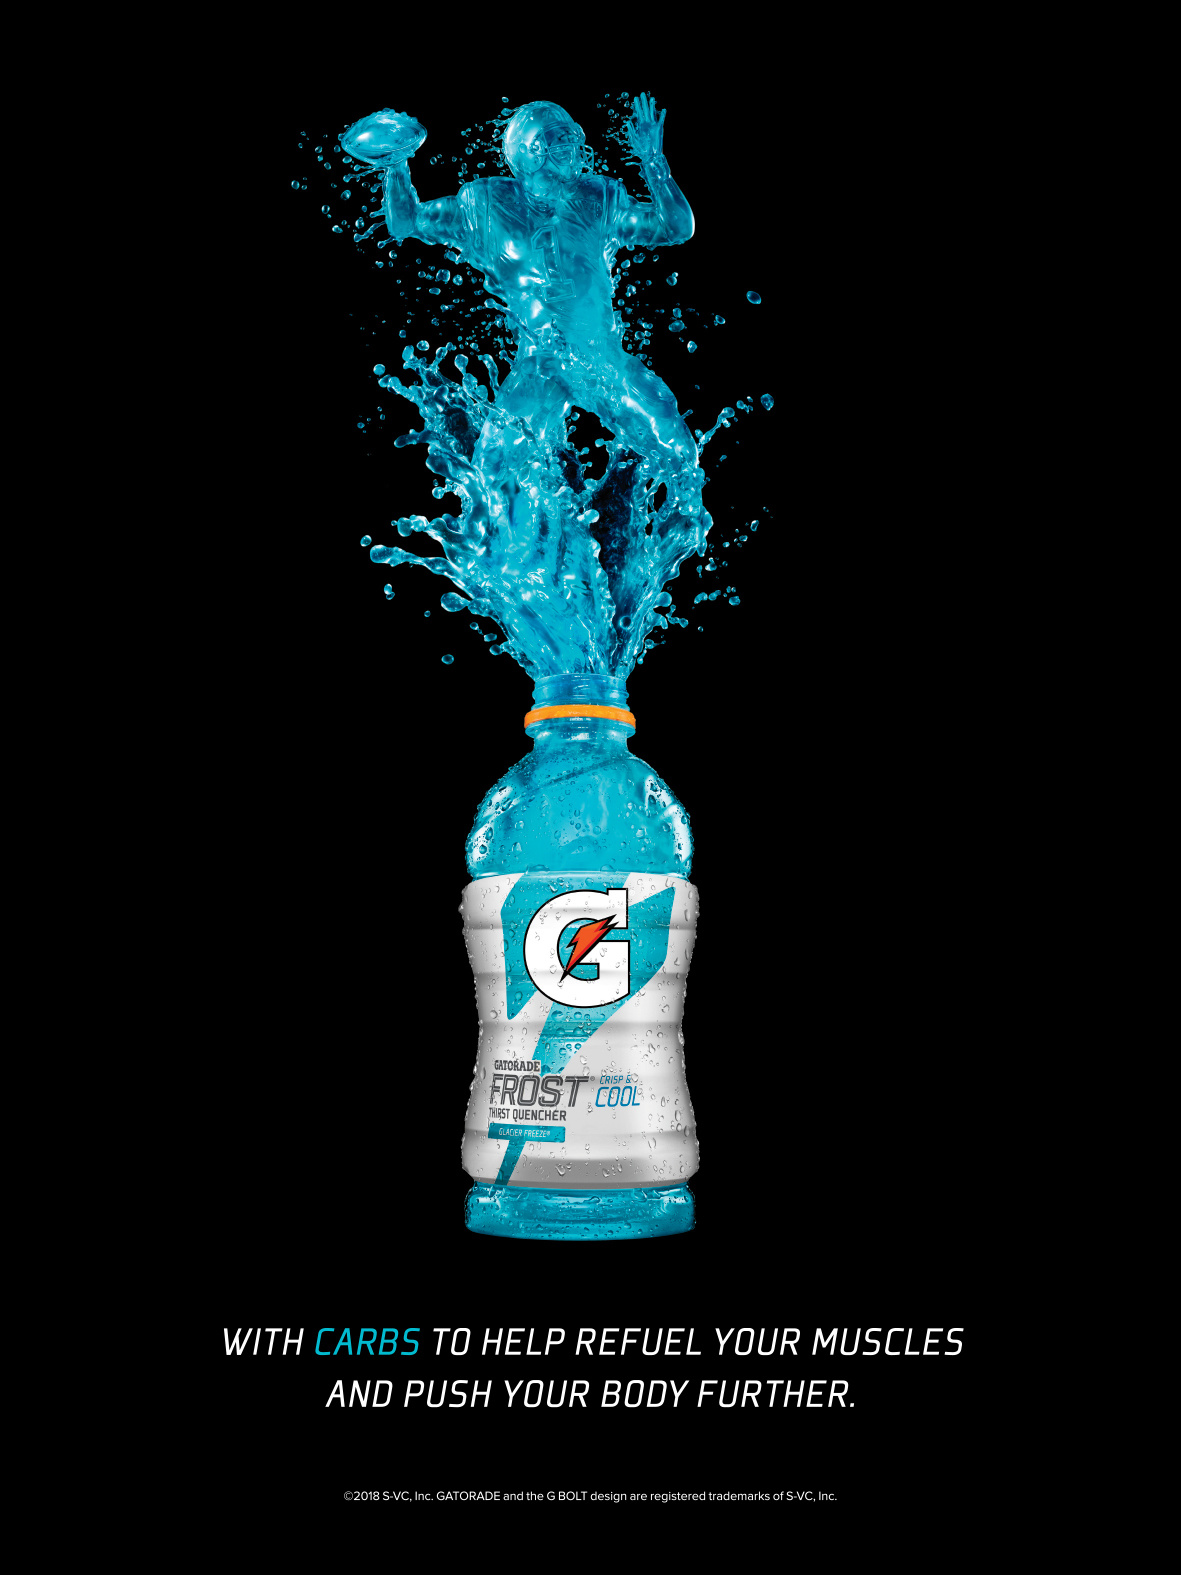 1
G
GATORADE
FROST®
THIRST QUENCHER
CRISP &
COOL
GLACIER FREEZE®
WITH CARBS TO HELP REFUEL YOUR MUSCLES
AND PUSH YOUR BODY FURTHER.
©2018 S-VC, Inc. GATORADE and the G BOLT design are registered trademarks of S-VC, Inc.